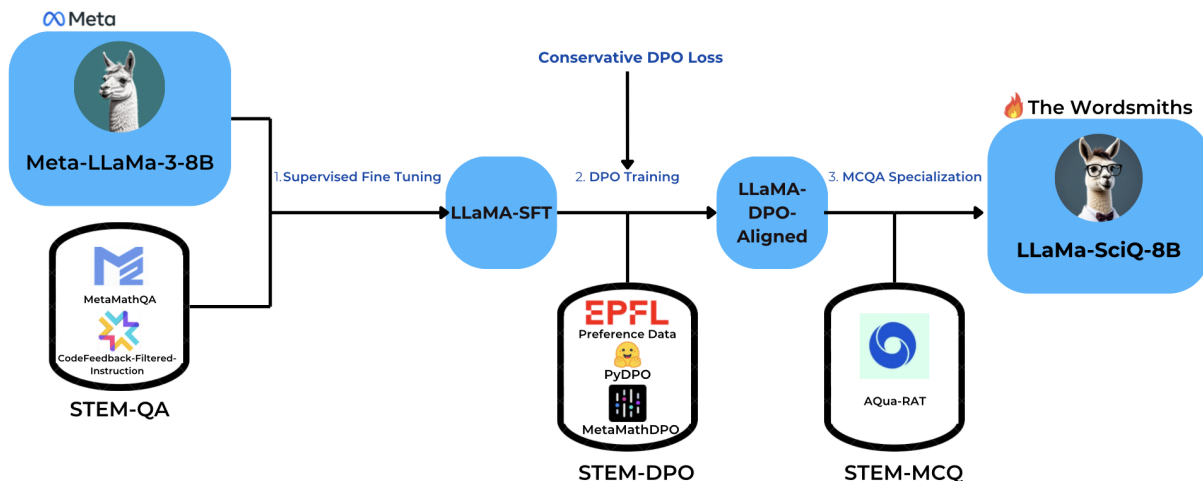 Meta
Meta-LLaMa-3-8B
MetaMathQA
CodeFeedback-Filtered-
Instruction
STEM-QA
1.Supervised Fine Tuning
LLaMA-SFT
Conservative DPO Loss
2. DPO Training
EPFL
Preference Data
PyDPO
MetaMathDPO
STEM-DPO
LLaMA-
DPO-
Aligned
3. MCQA Specialization
AQua-RAT
STEM-MCQ
The Wordsmiths
LLaMa-SciQ-8B